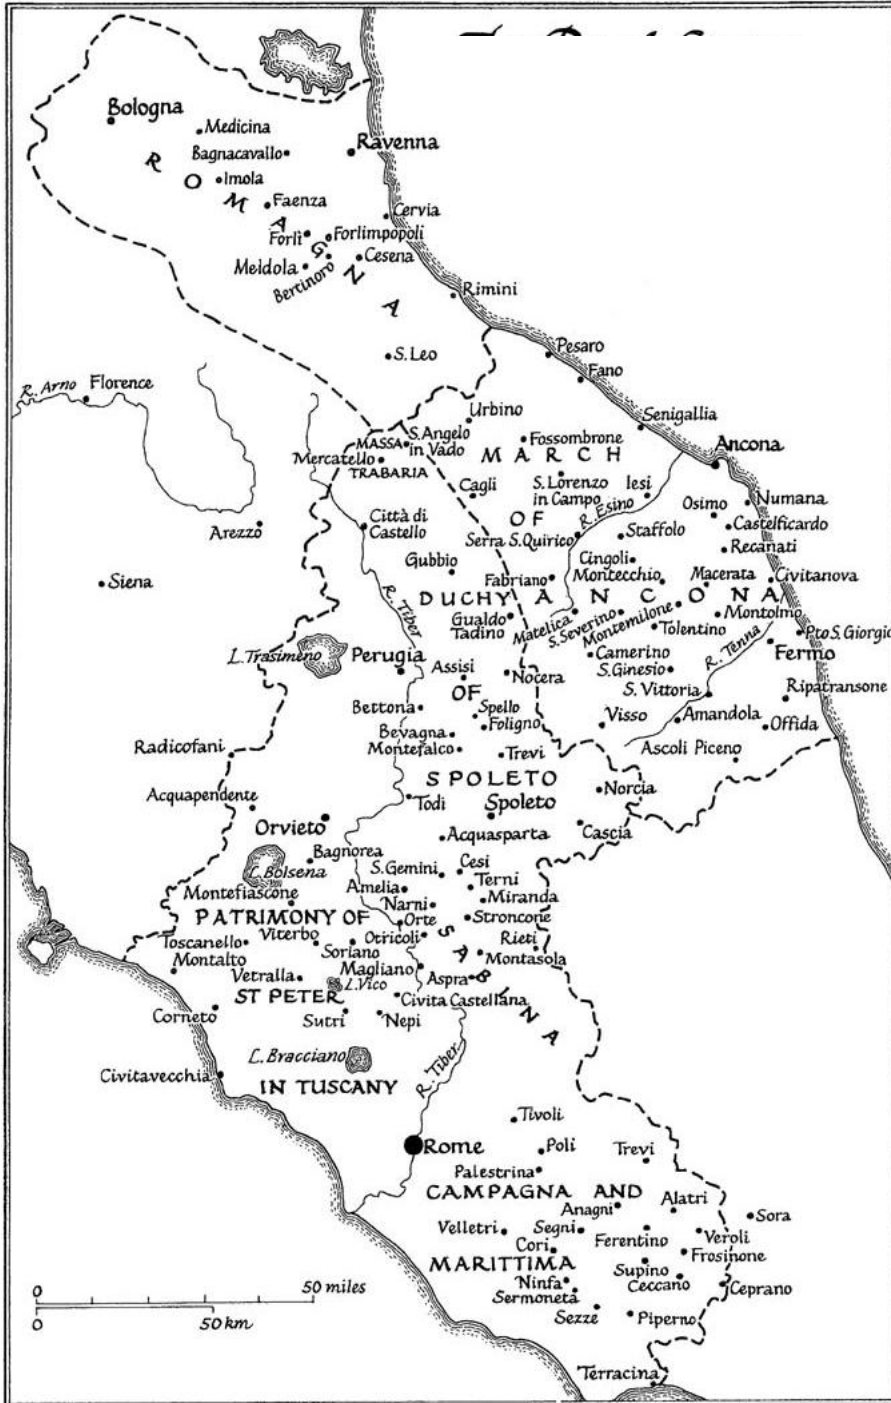 Bologna
Medicina
Bagnacavallo
Ravenna
Imola
ROMAGNA
Faenza
Cervia
Forlì
Forlimpopoli
Meldola
Bertinoro
Cesena
Rimini
S. Leo
Pesaro
R. Arno
Florence
Fano
Urbino
Senigallia
MASSA
TRABARIA
S. Angelo
in Vado
Mercatello
Fossombrone
MARCH
Ancona
Cagli
S. Lorenzo
in Campo
Iesi
Numana
Osimo
OF
R. Esino
Castelficardo
Arezzo
Città di
Castello
Serra S. Quirico
Staffolo
Recanati
Gubbio
Cingoli
Siena
Fabriano
Montecchio
Macerata
Civitanova
R. Tiber
DUCHY
ANCONA
Gualdo
Tadino
Matelica
S. Severino
Montemilone
Montolmo
Tolentino
Pto S. Giorgio
L. Trasimeno
Perugia
Camerino
R. Tenna
Fermo
Assisi
Nocera
S. Ginesio
OF
S. Vittoria
Ripatransone
Bettona
Spello
Foligno
Visso
Amandola
Offida
Bevagna
Montefalco
Radicofani
Trevi
Ascoli Piceno
SPOLETO
Acquapendente
Todi
Spoleto
Norcia
Orvieto
Acquasparta
Cascia
Bagnorea
L. Bolsena
S. Gemini
Cesi
Terni
Montefiascone
Amelia
Narni
Miranda
PATRIMONY OF
Orte
Stroncone
Toscanello
Viterbo
Soriano
Otricoli
SABINA
Rieti
Montalto
Magliano
Montasola
Vetralla
L. Vico
Aspra
ST PETER
Civita Castellana
Corneto
Sutri
Nepi
L. Bracciano
R. Tiber
Civitavecchia
IN TUSCANY
Tivoli
Rome
Poli
Trevi
Palestrina
CAMPAGNA AND
Anagni
Alatri
Sora
Velletri
Segni
Ferentino
Veroli
Cori
Frosinone
MARITTIMA
Supino
Ninfa
Ceccano
Ceprano
Sermoneta
Sezze
Piperno
Terracina
0 50 miles
0 50 km